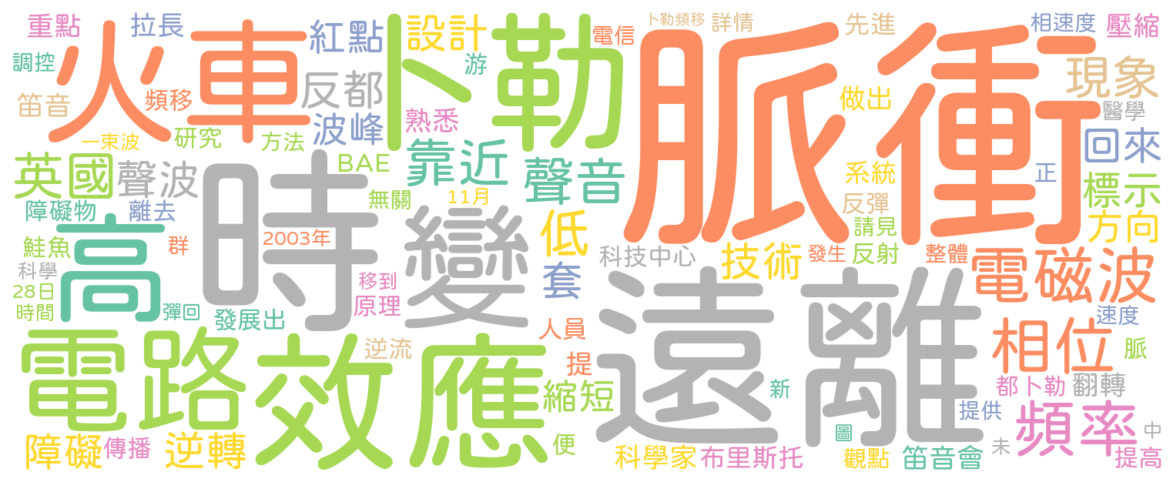 重點
拉長
紅點
設計
卜勒
電信
卜勒頻移
詳情
先進
相速度
壓縮
火車
脈衝
調控
游
現象
笛音
頻移
反都
熟悉
做出
醫學
一束波
研究
方法
波峰
回來
英國
聲波
BAE
靠近
聲音
系統
正
標示
障礙物
離去
無關
11月
反彈
方向
時
變
低
請見
鮭魚
群
2003年
科技中心
技術
發生
反射
整體
高
科學
移到
套
電磁波
28日
時間
彈回
原理
遠離
發展出
人員
速度
電路
效應
逆流
提
相位
脈
縮短
新
都卜勒
翻轉
提供
頻率
障礙
傳播
逆轉
便
圖
未
中
科學家
布里斯托
觀點
笛音會
提高